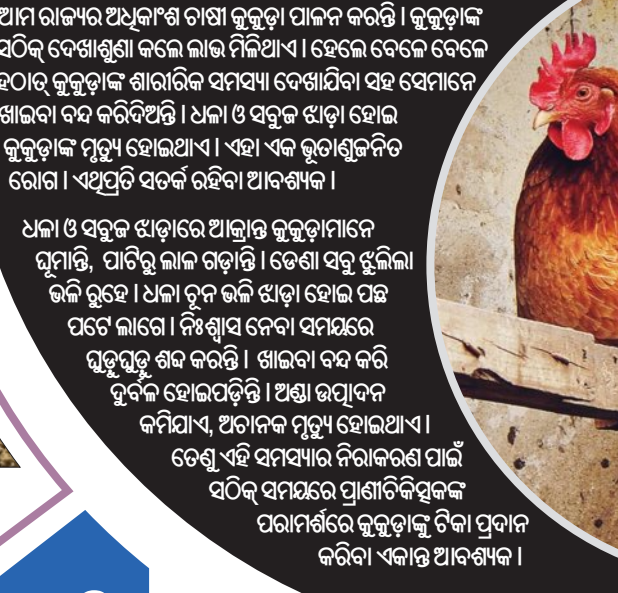 ଆମ ରାଜ୍ୟର ଅଧିକାଂଶ ଚାଷୀ କୁକୁଡ଼ା ପାଳନ କରନ୍ତି । କୁକୁଡ଼ାଙ୍କ
ସଠିକ୍ ଦେଖାଶୁଣା କଲେ ଲାଭ ମିଳିଥାଏ । ହେଲେ ବେଳେ ବେଳେ
ହଠାତ୍ କୁକୁଡ଼ାଙ୍କ ଶାରୀରିକ ସମସ୍ୟା ଦେଖାଯିବା ସହ ସେମାନେ
ଖାଇବା ବନ୍ଦ କରିଦିଅନ୍ତି । ଧଳା ଓ ସବୁଜ ଝାଡ଼ା ହୋଇ
କୁକୁଡ଼ାଙ୍କ ମୃତ୍ୟୁ ହୋଇଥାଏ । ଏହା ଏକ ଭୂତାଣୁଜନିତ
ରୋଗ । ଏଥିପ୍ରତି ସତର୍କ ରହିବା ଆବଶ୍ୟକ ।
ଧଳା ଓ ସବୁଜ ଝାଡ଼ାରେ ଆକ୍ରାନ୍ତ କୁକୁଡ଼ାମାନେ
ଘୂମାନ୍ତି, ପାଟିରୁ ଲାଳ ଗଡ଼ାନ୍ତି । ଡେଣା ସବୁ ଝୁଲିଲା
ଭଳି ରୁହେ । ଧଳା ଚୂନ ଭଳି ଝାଡ଼ା ହୋଇ ପଛ
ପଟେ ଲାଗେ । ନିଃଶ୍ୱାସ ନେବା ସମୟରେ
ଘୁଡ଼ୁଘୁଡ଼ୁ ଶବ୍ଦ କରନ୍ତି । ଖାଇବା ବନ୍ଦ କରି
ଦୁର୍ବଳ ହୋଇପଡ଼ିନ୍ତି । ଅଣ୍ଡା ଉତ୍ପାଦନ
କମିଯାଏ, ଅଚାନକ ମୃତ୍ୟୁ ହୋଇଥାଏ ।
ତେଣୁ ଏହି ସମସ୍ୟାର ନିରାକରଣ ପାଇଁ
ସଠିକ୍ ସମୟରେ ପ୍ରାଣୀଚିକିତ୍ସକଙ୍କ
ପରାମର୍ଶରେ କୁକୁଡ଼ାଙ୍କୁ ଟିକା ପ୍ରଦାନ
କରିବା ଏକାନ୍ତ ଆବଶ୍ୟକ ।